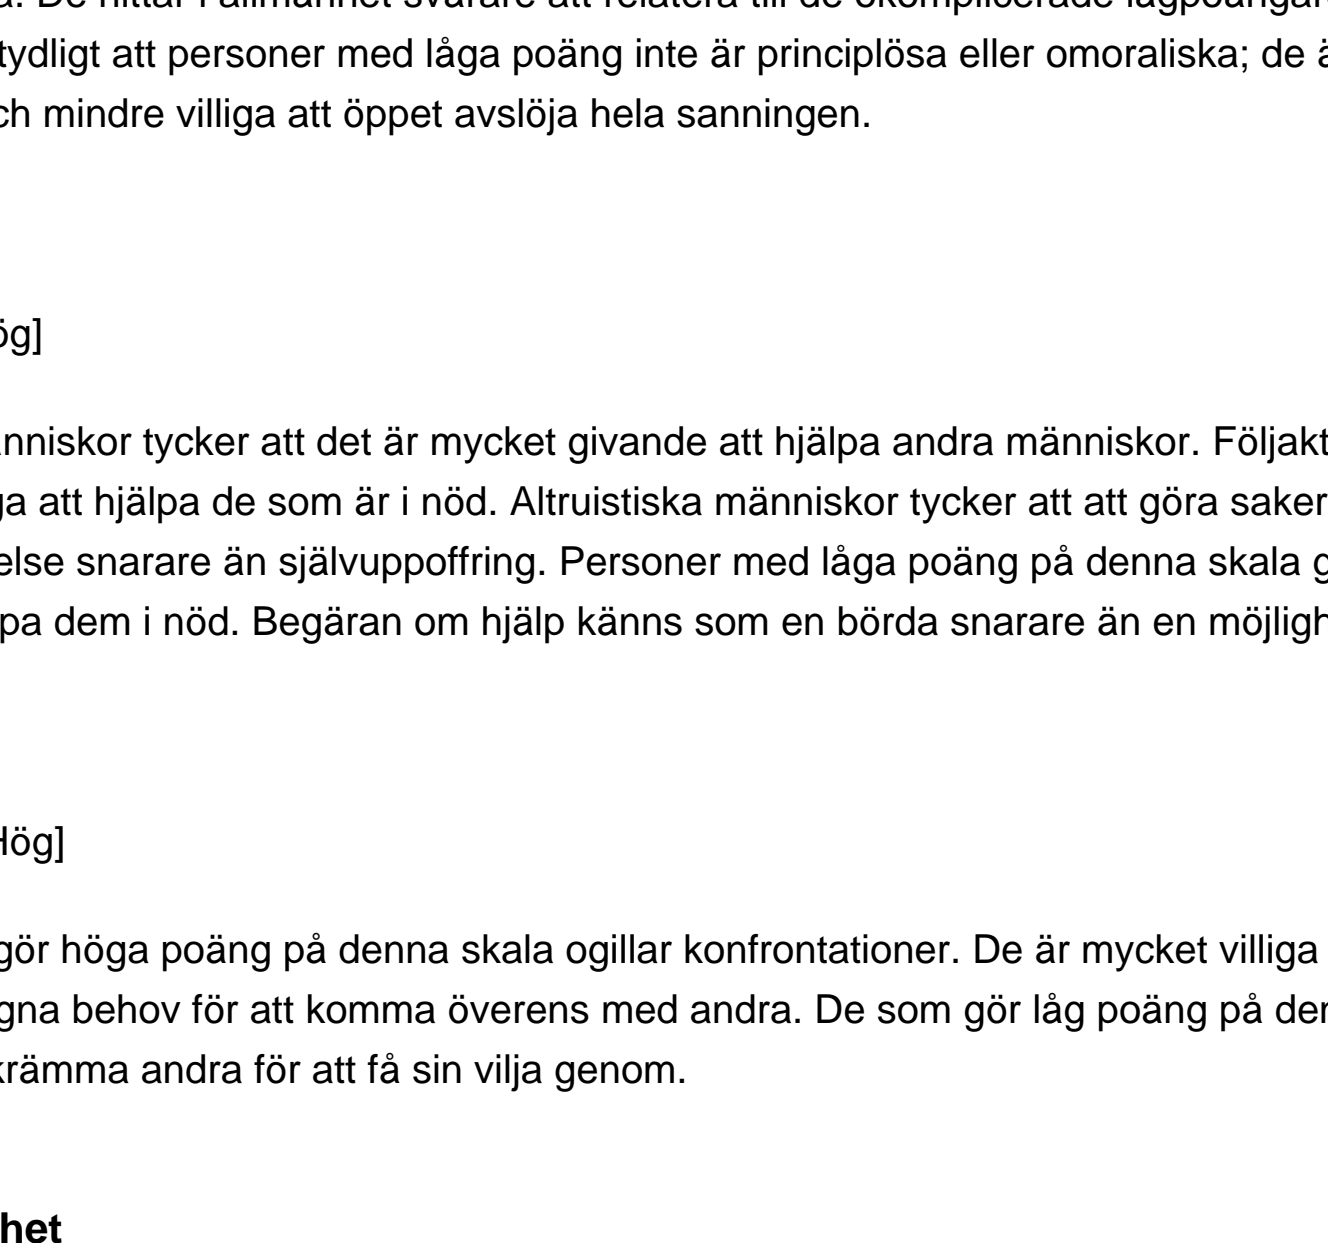 a. De hittar i allmänhet svårare att relatera till de okomplicerade lågpoängar
tydligt att personer med låga poäng inte är principlösa eller omoraliska; de ä
ch mindre villiga att öppet avslöja hela sanningen.
ög]
nniskor tycker att det är mycket givande att hjälpa andra människor. Följakt
ga att hjälpa de som är i nöd. Altruistiska människor tycker att att göra saker
else snarare än självuppoffring. Personer med låga poäng på denna skala g
pa dem i nöd. Begäran om hjälp känns som en börda snarare än en möjligh
Hög]
gör höga poäng på denna skala ogillar konfrontationer. De är mycket villiga
gna behov för att komma överens med andra. De som gör låg poäng på den
krämma andra för att få sin vilja genom.
het